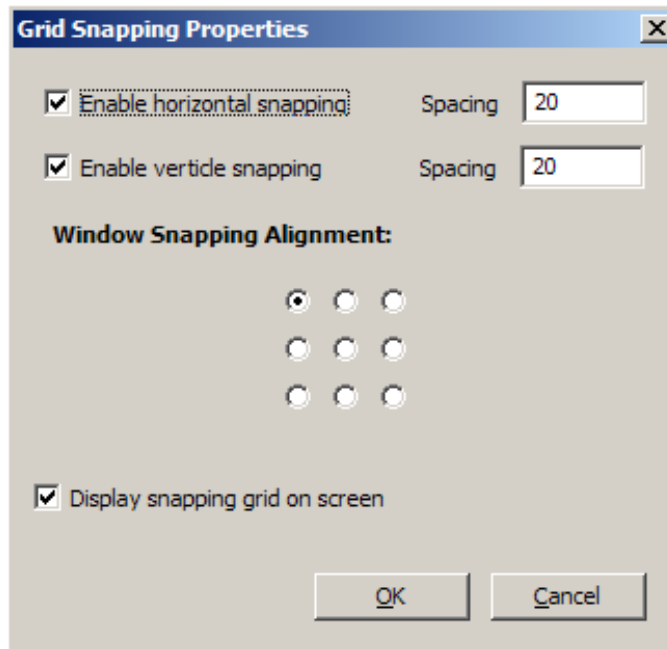 Grid Snapping Properties
Enable horizontal snapping Spacing 20
Enable verticle snapping Spacing 20
Window Snapping Alignment:
Display snapping grid on screen
OK Cancel